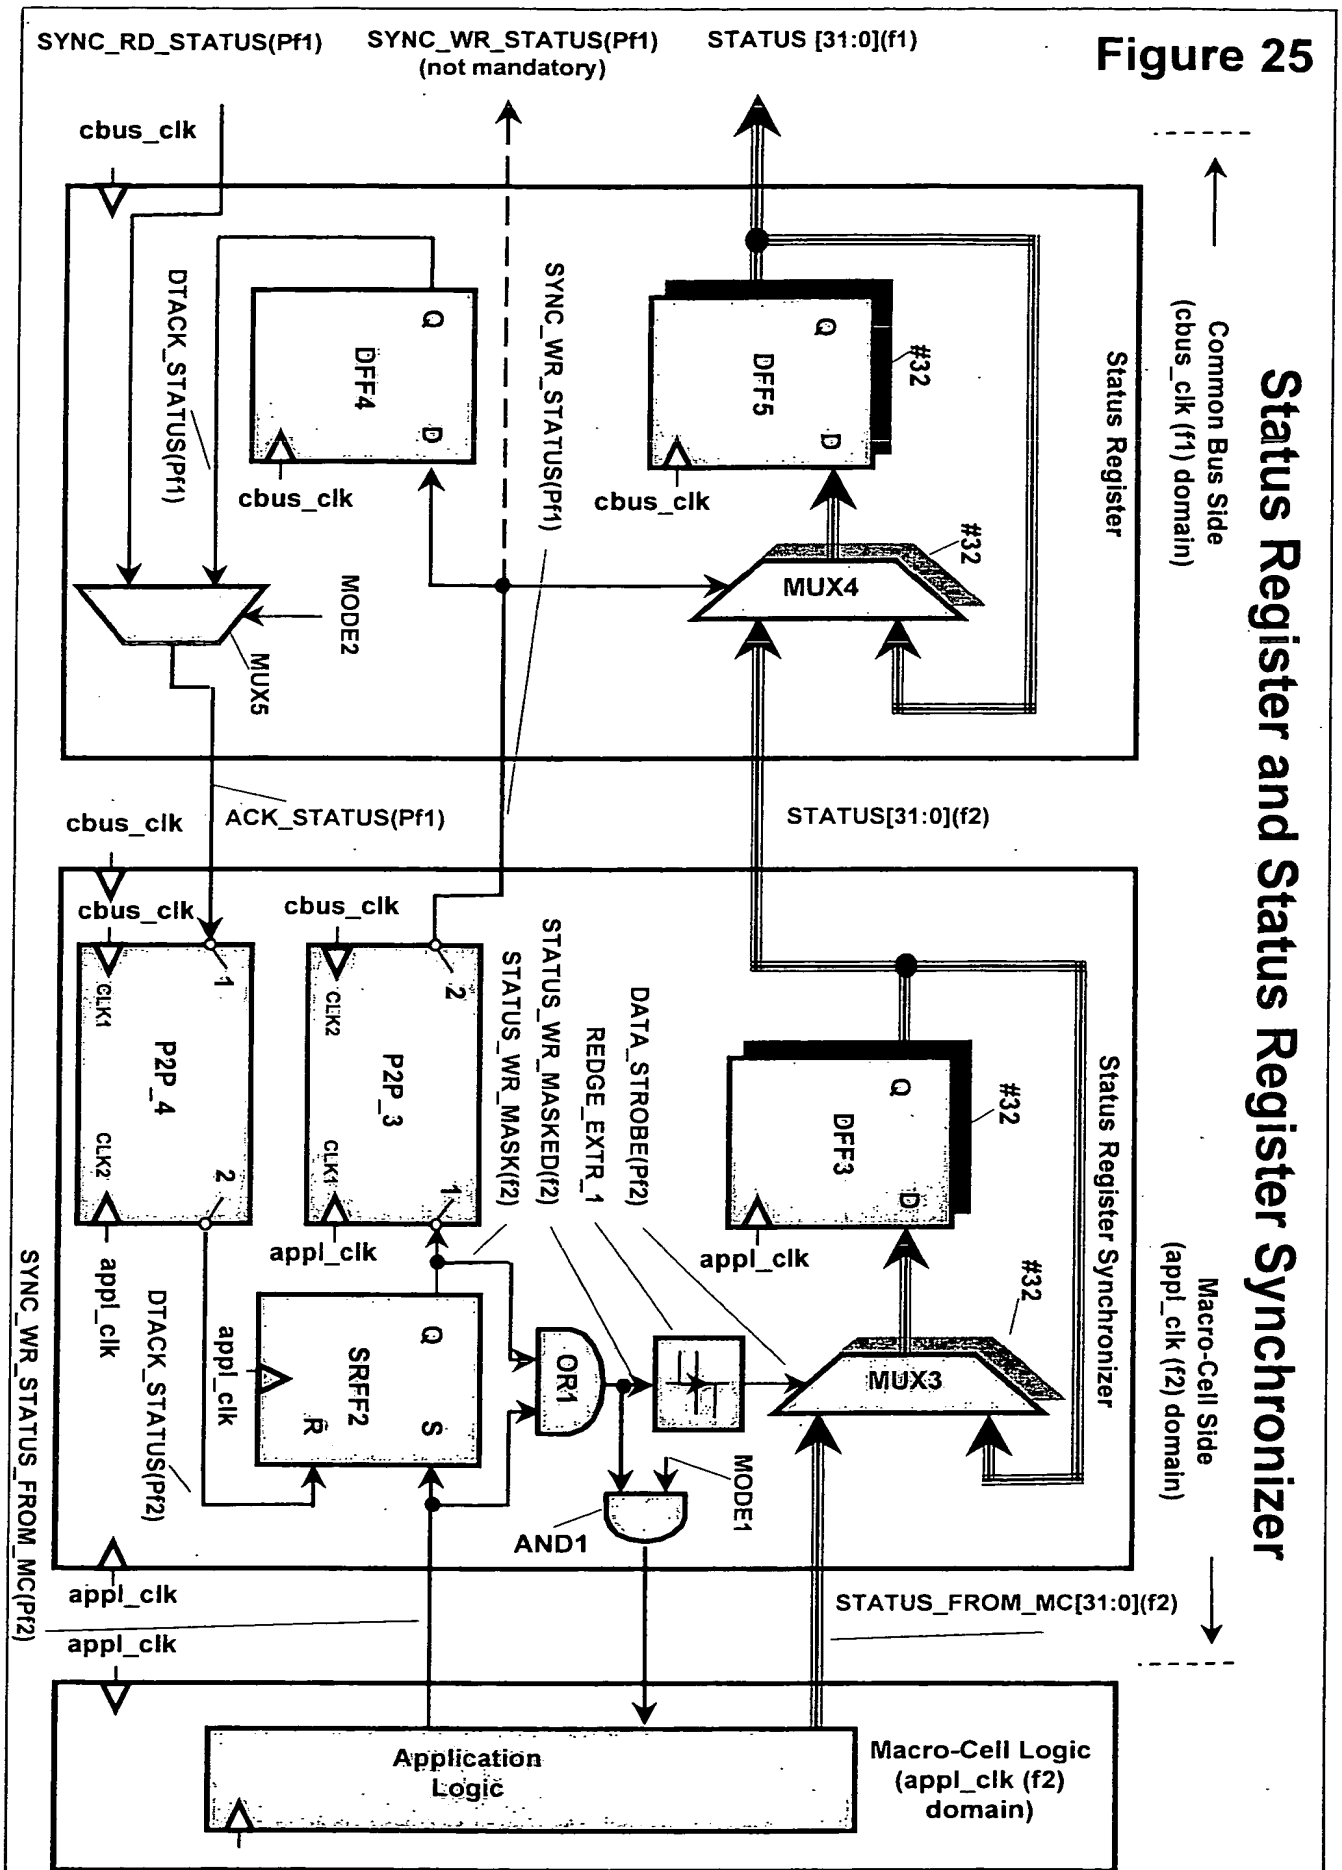 Figure 25
Status Register and Status Register Synchronizer
SYNC_RD_STATUS(Pf1)
SYNC_WR_STATUS(Pf1)
(not mandatory)
STATUS [31:0](f1)
Common Bus Side
(cbus_clk (f1) domain)
cbus_clk
Status Register
DTACK_STATUS(Pf1)
Q
DFF4
D
cbus_clk
SYNC_WR_STATUS(Pf1)
#32
Q
DFF5
D
cbus_clk
#32
MUX4
MODE2
MUX5
ACK_STATUS(Pf1)
STATUS[31:0](f2)
cbus_clk
Macro-Cell Side
(appl_clk (f2) domain)
Status Register Synchronizer
cbus_clk
1
CLK1
P2P_4
CLK2
2
appl_clk
cbus_clk
2
CLK2
P2P_3
CLK1
1
appl_clk
STATUS_WR_MASK(f2)
STATUS_WR_MASKED(f2)
REDGE_EXTR_1
DATA_STROBE(Pf2)
#32
Q
DFF3
D
appl_clk
#32
MUX3
DTACK_STATUS(Pf2)
appl_clk
Q
SRFF2
R
S
OR1
MODE1
AND1
SYNC_WR_STATUS_FROM_MC(Pf2)
appl_clk
appl_clk
STATUS_FROM_MC[31:0](f2)
Application
Logic
Macro-Cell Logic
(appl_clk (f2)
domain)